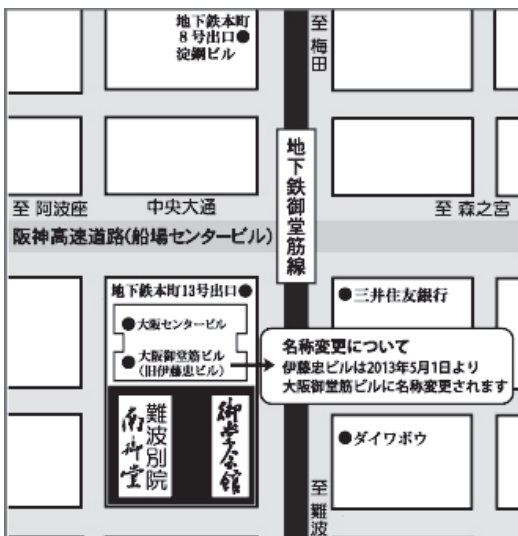 地下鉄本町
8号出口●
淀鋼ビル
至 梅田
地下鉄御堂筋線
至 阿波座
中央大通
至 森之宮
阪神高速道路(船場センタービル)
地下鉄本町13号出口●
●大阪センタービル
●大阪御堂筋ビル
(旧伊藤忠ビル)
●三井住友銀行
名称変更について
伊藤忠ビルは2013年5月1日より
大阪御堂筋ビルに名称変更されます
難波別院
南御堂
御堂会館
●ダイワボウ
至 難波